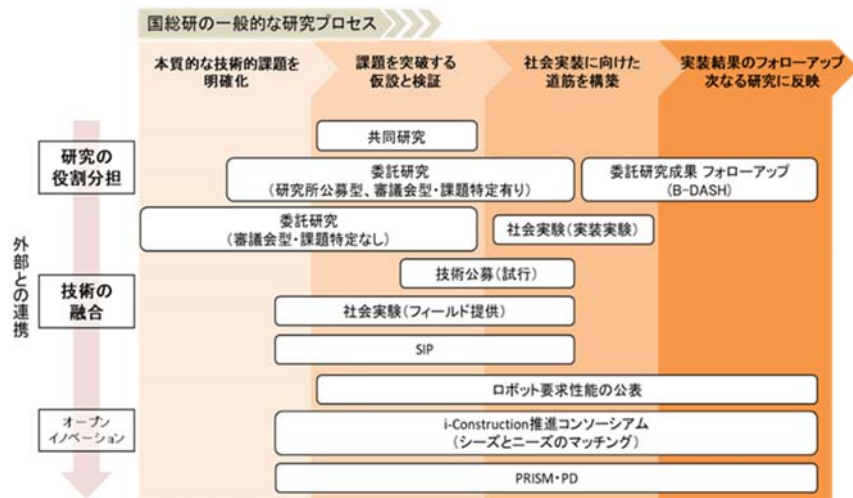 国総研の一般的な研究プロセス
本質的な技術的課題を
明確化
課題を突破する
仮設と検証
社会実装に向けた
道筋を構築
実装結果のフォローアップ
次なる研究に反映
外部との連携
研究の
役割分担
共同研究
委託研究
(研究所公募型、審議会型・課題特定有り)
委託研究成果 フォローアップ
(B-DASH)
委託研究
(審議会型・課題特定なし)
社会実験(実装実験)
技術の
融合
技術公募(試行)
社会実験(フィールド提供)
SIP
ロボット要求性能の公表
オープン
イノベーション
i-Construction推進コンソーシアム
(シーズとニーズのマッチング)
PRISM・PD